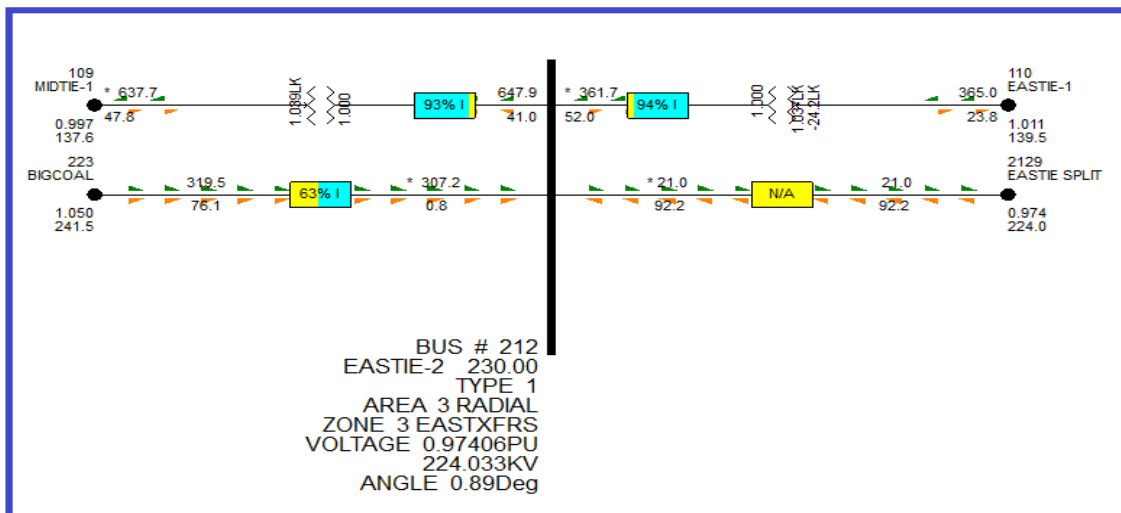 109
MIDTIE-1
* 637.7
47.8
0.997
137.6
1.039LK
1.000
93% I
647.9
41.0
* 361.7
52.0
94% I
1.000
1.037LK
-24.2LK
365.0
23.8
110
EASTIE-1
1.011
139.5
223
BIGCOAL
319.5
76.1
1.050
241.5
63% I
* 307.2
0.8
* 21.0
92.2
N/A
21.0
92.2
2129
EASTIE SPLIT
0.974
224.0
BUS # 212
EASTIE-2 230.00
TYPE 1
AREA 3 RADIAL
ZONE 3 EASTXFRS
VOLTAGE 0.97406PU
224.033KV
ANGLE 0.89Deg